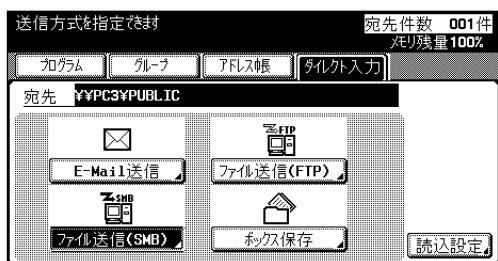 送信方式を指定できます
宛先件数 001件
メモリ残量100%
プログラム グループ アドレス帳 ダイレクト入力
宛先 ¥¥PC3¥PUBLIC
FTP
E-Mail送信 ファイル送信(FTP)
SMB
ファイル送信(SMB) ボックス保存
読込設定